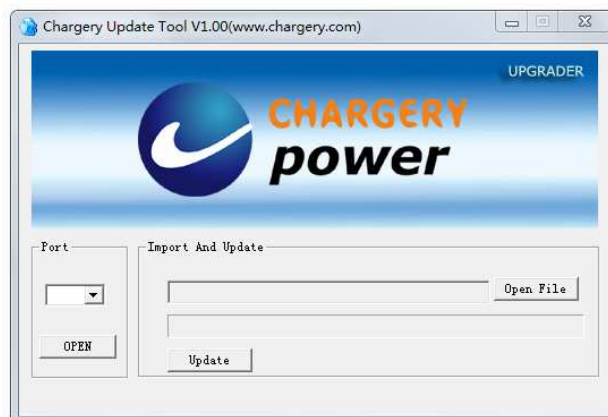 Chargery Update Tool V1.00(www.chargery.com)
UPGRADER
CHARGERY
power
Port
Import And Update
Open File
OPEN
Update